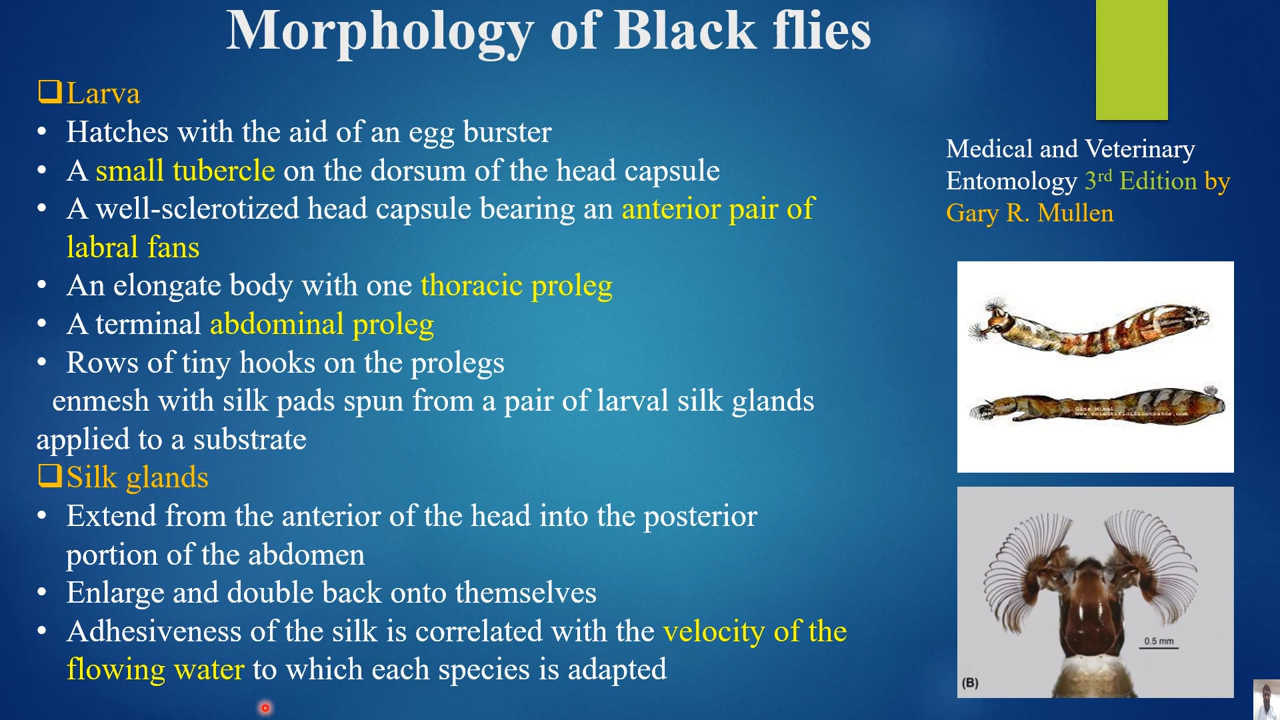 Morphology of Black flies
Larva
• Hatches with the aid of an egg burster
• A small tubercle on the dorsum of the head capsule
• A well-sclerotized head capsule bearing an anterior pair of
labral fans
• An elongate body with one thoracic proleg
• A terminal abdominal proleg
• Rows of tiny hooks on the prolegs
enmesh with silk pads spun from a pair of larval silk glands
applied to a substrate
Silk glands
• Extend from the anterior of the head into the posterior
portion of the abdomen
• Enlarge and double back onto themselves
• Adhesiveness of the silk is correlated with the velocity of the
flowing water to which each species is adapted
Medical and Veterinary
Entomology 3rd Edition by
Gary R. Mullen
www.scientificillustrator.com
0.5 mm
(B)